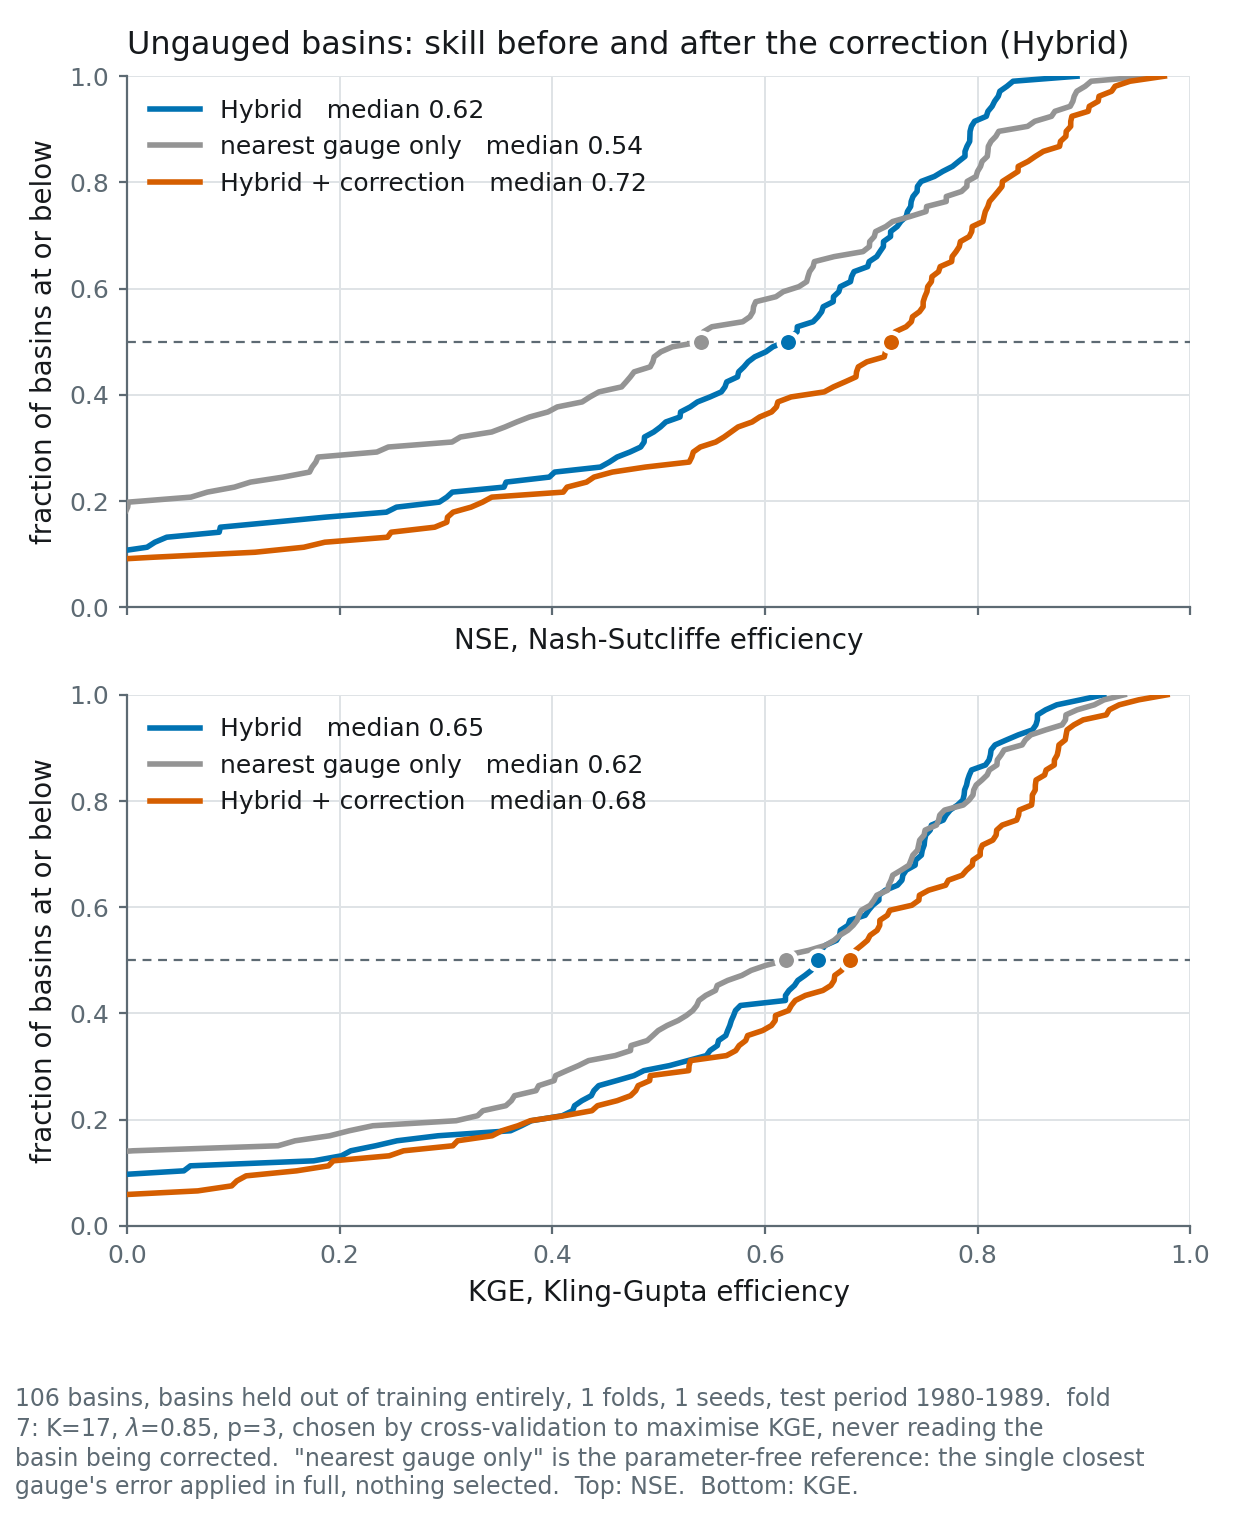 Ungauged basins: skill before and after the correction (Hybrid)
1.0
0.8
0.6
0.4
0.2
0.0
fraction of basins at or below
Hybrid   median 0.62
nearest gauge only   median 0.54
Hybrid + correction   median 0.72
NSE, Nash-Sutcliffe efficiency
1.0
0.8
0.6
0.4
0.2
0.0
fraction of basins at or below
Hybrid   median 0.65
nearest gauge only   median 0.62
Hybrid + correction   median 0.68
0.0 0.2 0.4 0.6 0.8 1.0
KGE, Kling-Gupta efficiency
106 basins, basins held out of training entirely, 1 folds, 1 seeds, test period 1980-1989.  fold
7: K=17, λ=0.85, p=3, chosen by cross-validation to maximise KGE, never reading the
basin being corrected.  "nearest gauge only" is the parameter-free reference: the single closest
gauge's error applied in full, nothing selected.  Top: NSE.  Bottom: KGE.